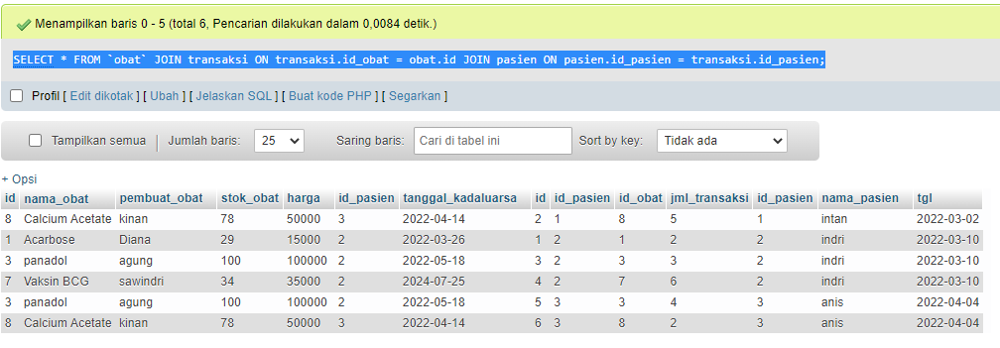 Menampilkan baris 0 - 5 (total 6, Pencarian dilakukan dalam 0,0084 detik.)
SELECT * FROM `obat` JOIN transaksi ON transaksi.id_obat = obat.id JOIN pasien ON pasien.id_pasien = transaksi.id_pasien;
Profil [ Edit dikotak ] [ Ubah ] [ Jelaskan SQL ] [ Buat kode PHP ] [ Segarkan ]
Tampilkan semua | Jumlah baris: 25 Saring baris: Cari di tabel ini Sort by key: Tidak ada
+ Opsi
id nama_obat pembuat_obat stok_obat harga id_pasien tanggal_kadaluarsa id id_pasien id_obat jml_transaksi id_pasien nama_pasien tgl
8 Calcium Acetate kinan 78 50000 3 2022-04-14 2 1 8 5 1 intan 2022-03-02
1 Acarbose Diana 29 15000 2 2022-03-26 1 2 1 2 2 indri 2022-03-10
3 panadol agung 100 100000 2 2022-05-18 3 2 3 3 2 indri 2022-03-10
7 Vaksin BCG sawindri 34 35000 2 2024-07-25 4 2 7 6 2 indri 2022-03-10
3 panadol agung 100 100000 2 2022-05-18 5 3 3 4 3 anis 2022-04-04
8 Calcium Acetate kinan 78 50000 3 2022-04-14 6 3 8 2 3 anis 2022-04-04